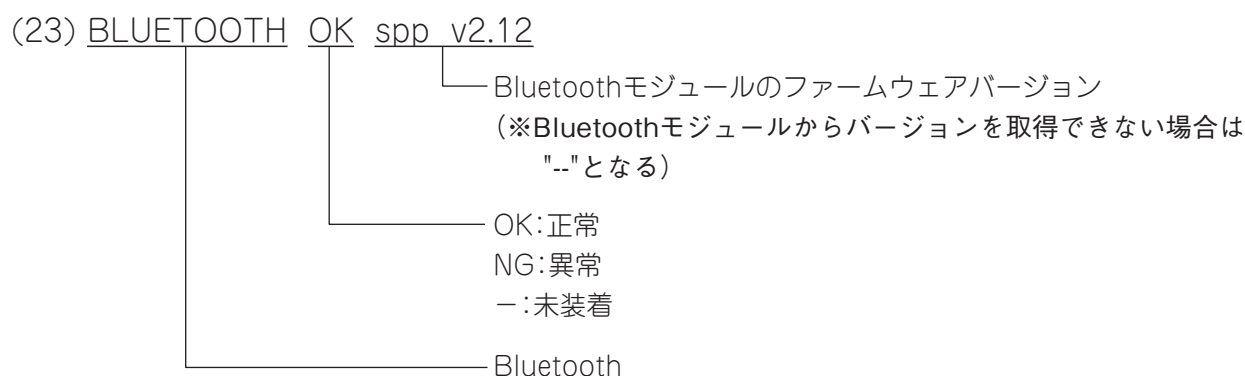 (23) BLUETOOTH OK spp v2.12
Bluetoothモジュールのファームウェアバージョン
(※Bluetoothモジュールからバージョンを取得できない場合は
"--"となる)
OK:正常
NG:異常
－:未装着
Bluetooth